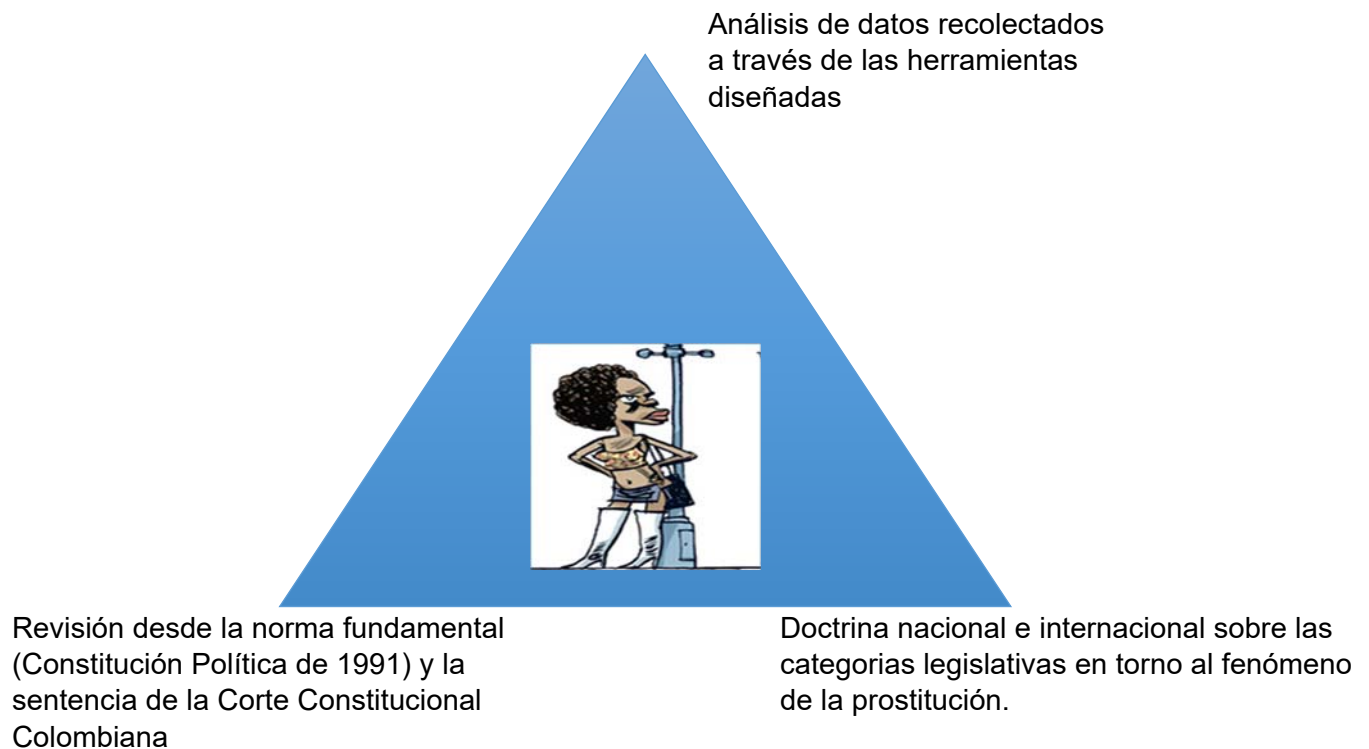 Análisis de datos recolectados
a través de las herramientas
diseñadas
Revisión desde la norma fundamental
(Constitución Política de 1991) y la
sentencia de la Corte Constitucional
Colombiana
Doctrina nacional e internacional sobre las
categorias legislativas en torno al fenómeno
de la prostitución.